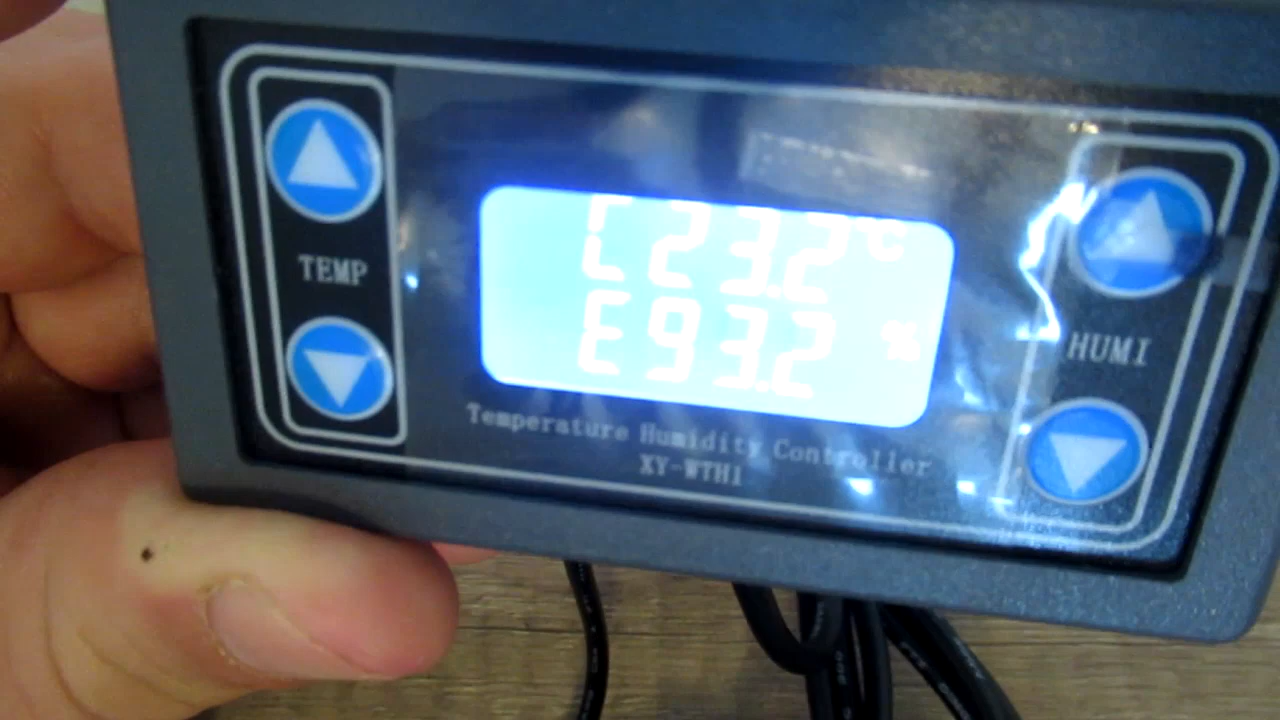 C 23.2 °C
E 93.2 %
TEMP
HUMI
Temperature Humidity Controller
XY-WTH1